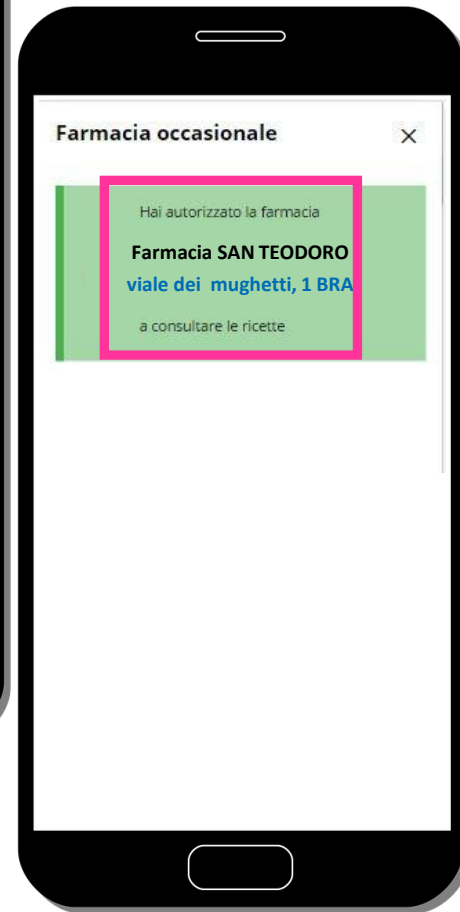 Farmacia occasionale
Hai autorizzato la farmacia
Farmacia SAN TEODORO
viale dei mughetti, 1 BRA
a consultare le ricette